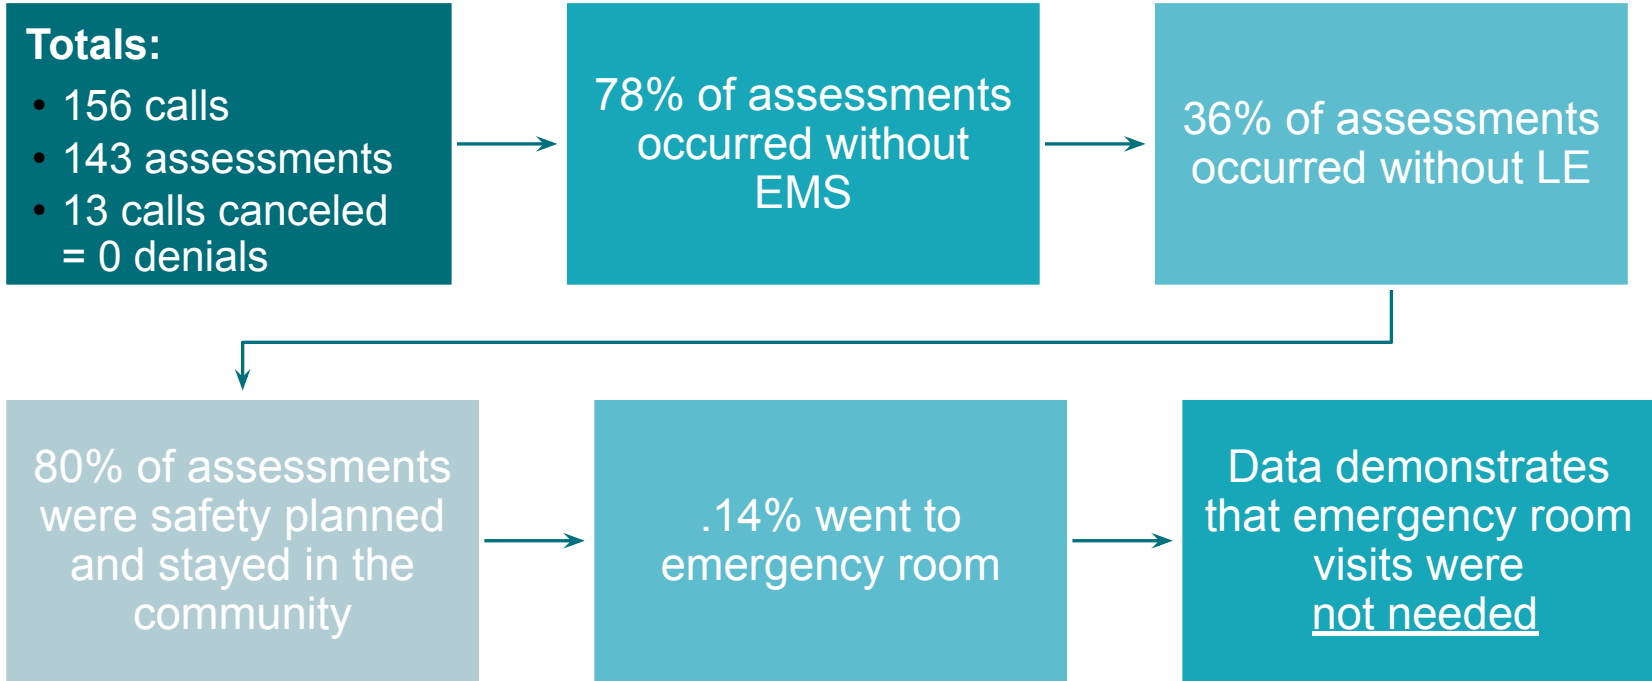 Totals:
• 156 calls
• 143 assessments
• 13 calls canceled
= 0 denials
78% of assessments
occurred without
EMS
36% of assessments
occurred without LE
80% of assessments
were safety planned
and stayed in the
community
.14% went to
emergency room
Data demonstrates
that emergency room
visits were
not needed